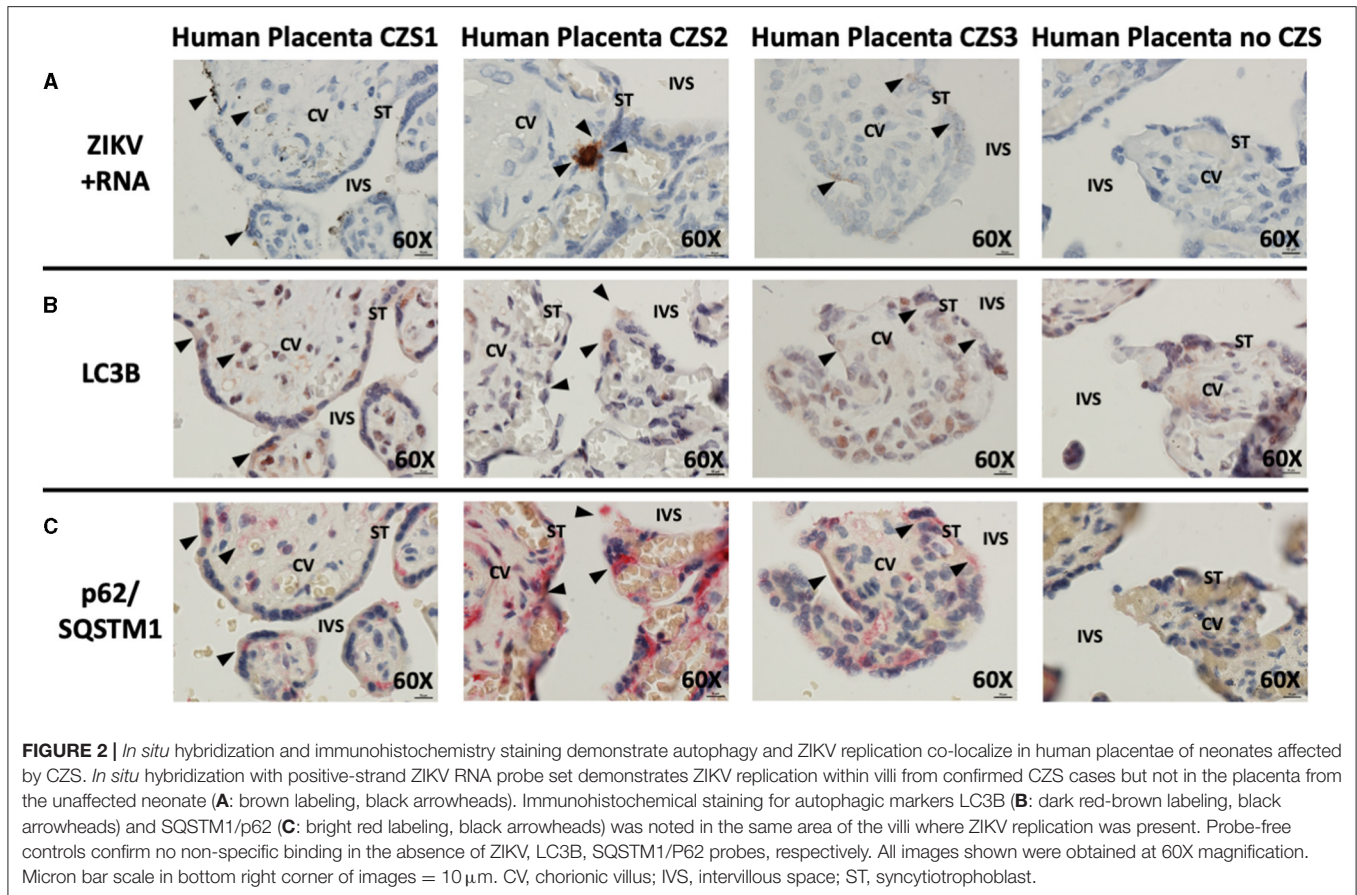 Human Placenta CZS1 Human Placenta CZS2 Human Placenta CZS3 Human Placenta no CZS
A
ZIKV
+RNA
CV ST IVS 60X
IVS ST CV 60X
ST CV IVS 60X
ST IVS CV 60X
B
LC3B
ST CV IVS 60X
ST IVS CV 60X
ST IVS CV 60X
ST CV IVS 60X
C
p62/
SQSTM1
ST CV IVS 60X
IVS ST CV 60X
ST IVS CV 60X
ST CV IVS 60X
FIGURE 2 | In situ hybridization and immunohistochemistry staining demonstrate autophagy and ZIKV replication co-localize in human placentae of neonates affected
by CZS. In situ hybridization with positive-strand ZIKV RNA probe set demonstrates ZIKV replication within villi from confirmed CZS cases but not in the placenta from
the unaffected neonate (A: brown labeling, black arrowheads). Immunohistochemical staining for autophagic markers LC3B (B: dark red-brown labeling, black
arrowheads) and SQSTM1/p62 (C: bright red labeling, black arrowheads) was noted in the same area of the villi where ZIKV replication was present. Probe-free
controls confirm no non-specific binding in the absence of ZIKV, LC3B, SQSTM1/P62 probes, respectively. All images shown were obtained at 60X magnification.
Micron bar scale in bottom right corner of images = 10 μm. CV, chorionic villus; IVS, intervillous space; ST, syncytiotrophoblast.